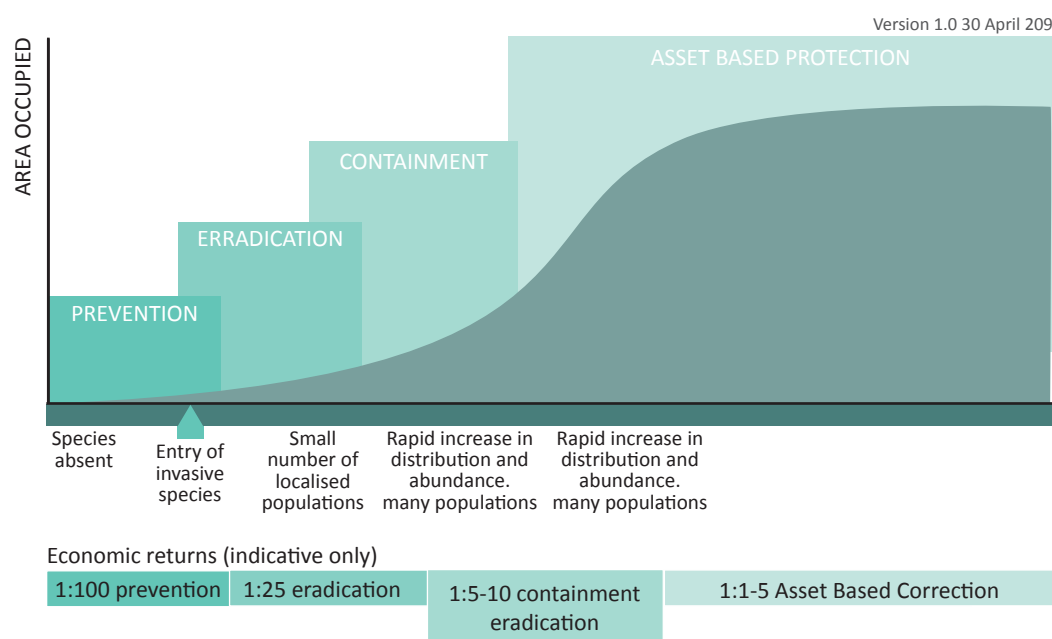 Version 1.0 30 April 209
AREA OCCUPIED
ASSET BASED PROTECTION
CONTAINMENT
ERRADICATION
PREVENTION
Species
absent
Entry of
invasive
species
Small
number of
localised
populations
Rapid increase in
distribution and
abundance.
many populations
Rapid increase in
distribution and
abundance.
many populations
Economic returns (indicative only)
1:100 prevention
1:25 eradication
1:5-10 containment
eradication
1:1-5 Asset Based Correction